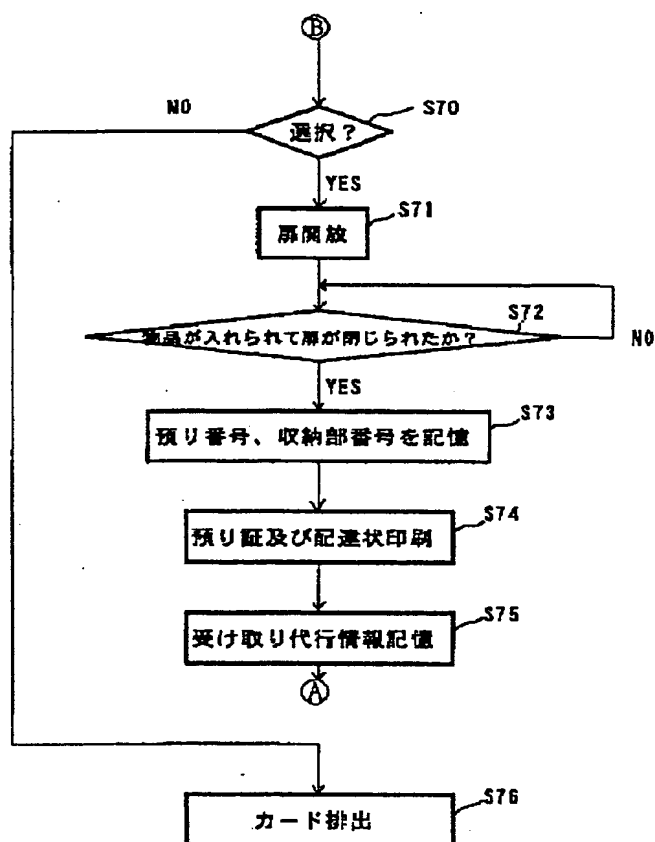 B
NO
選択?
S70
YES
S71
扉開放
S72
物品が入れられて扉が閉じられたか?
NO
YES
S73
預り番号、収納部番号を記憶
S74
預り証及び配達状印刷
S75
受け取り代行情報記憶
A
S76
カード排出